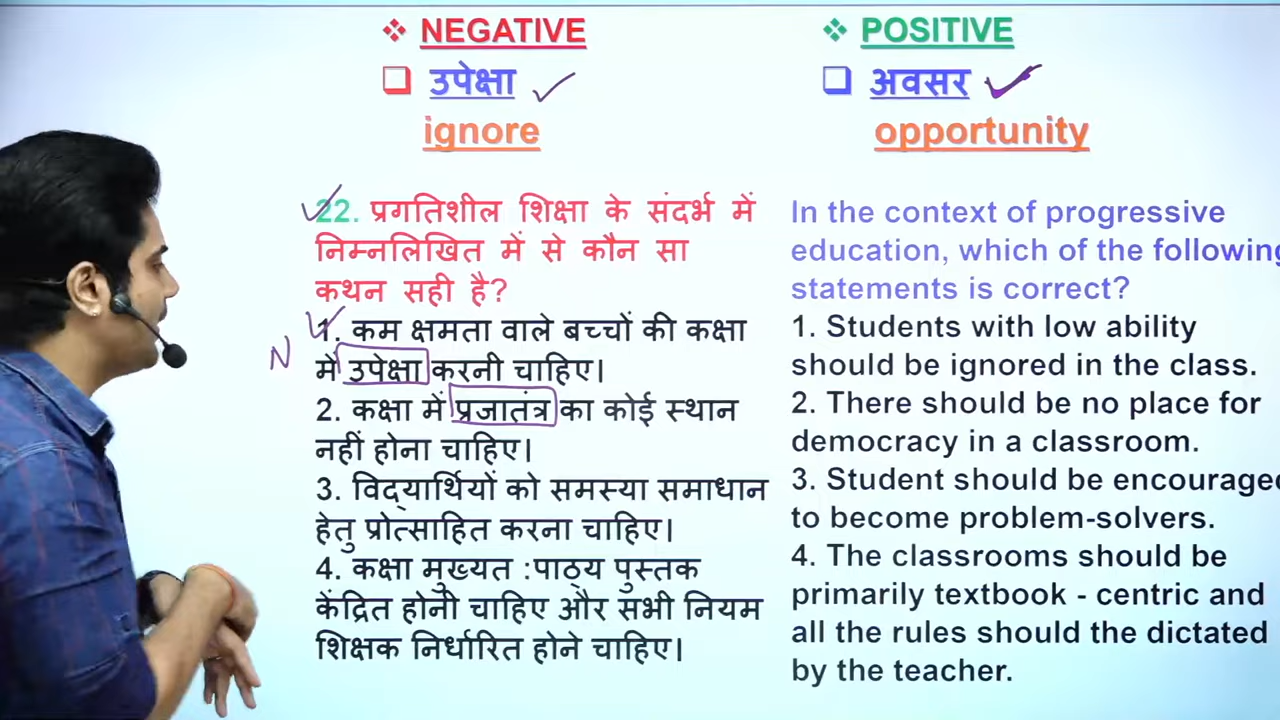 ❖ NEGATIVE
❑ उपेक्षा
ignore
❖ POSITIVE
❑ अवसर
opportunity
22. प्रगतिशील शिक्षा के संदर्भ में
निम्नलिखित में से कौन सा
कथन सही है?
1. कम क्षमता वाले बच्चों की कक्षा
N में उपेक्षा करनी चाहिए।
2. कक्षा में प्रजातंत्र का कोई स्थान
नहीं होना चाहिए।
3. विद्यार्थियों को समस्या समाधान
हेतु प्रोत्साहित करना चाहिए।
4. कक्षा मुख्यत :पाठ्य पुस्तक
केंद्रित होनी चाहिए और सभी नियम
शिक्षक निर्धारित होने चाहिए।
In the context of progressive
education, which of the following
statements is correct?
1. Students with low ability
should be ignored in the class.
2. There should be no place for
democracy in a classroom.
3. Student should be encouraged
to become problem-solvers.
4. The classrooms should be
primarily textbook - centric and
all the rules should the dictated
by the teacher.